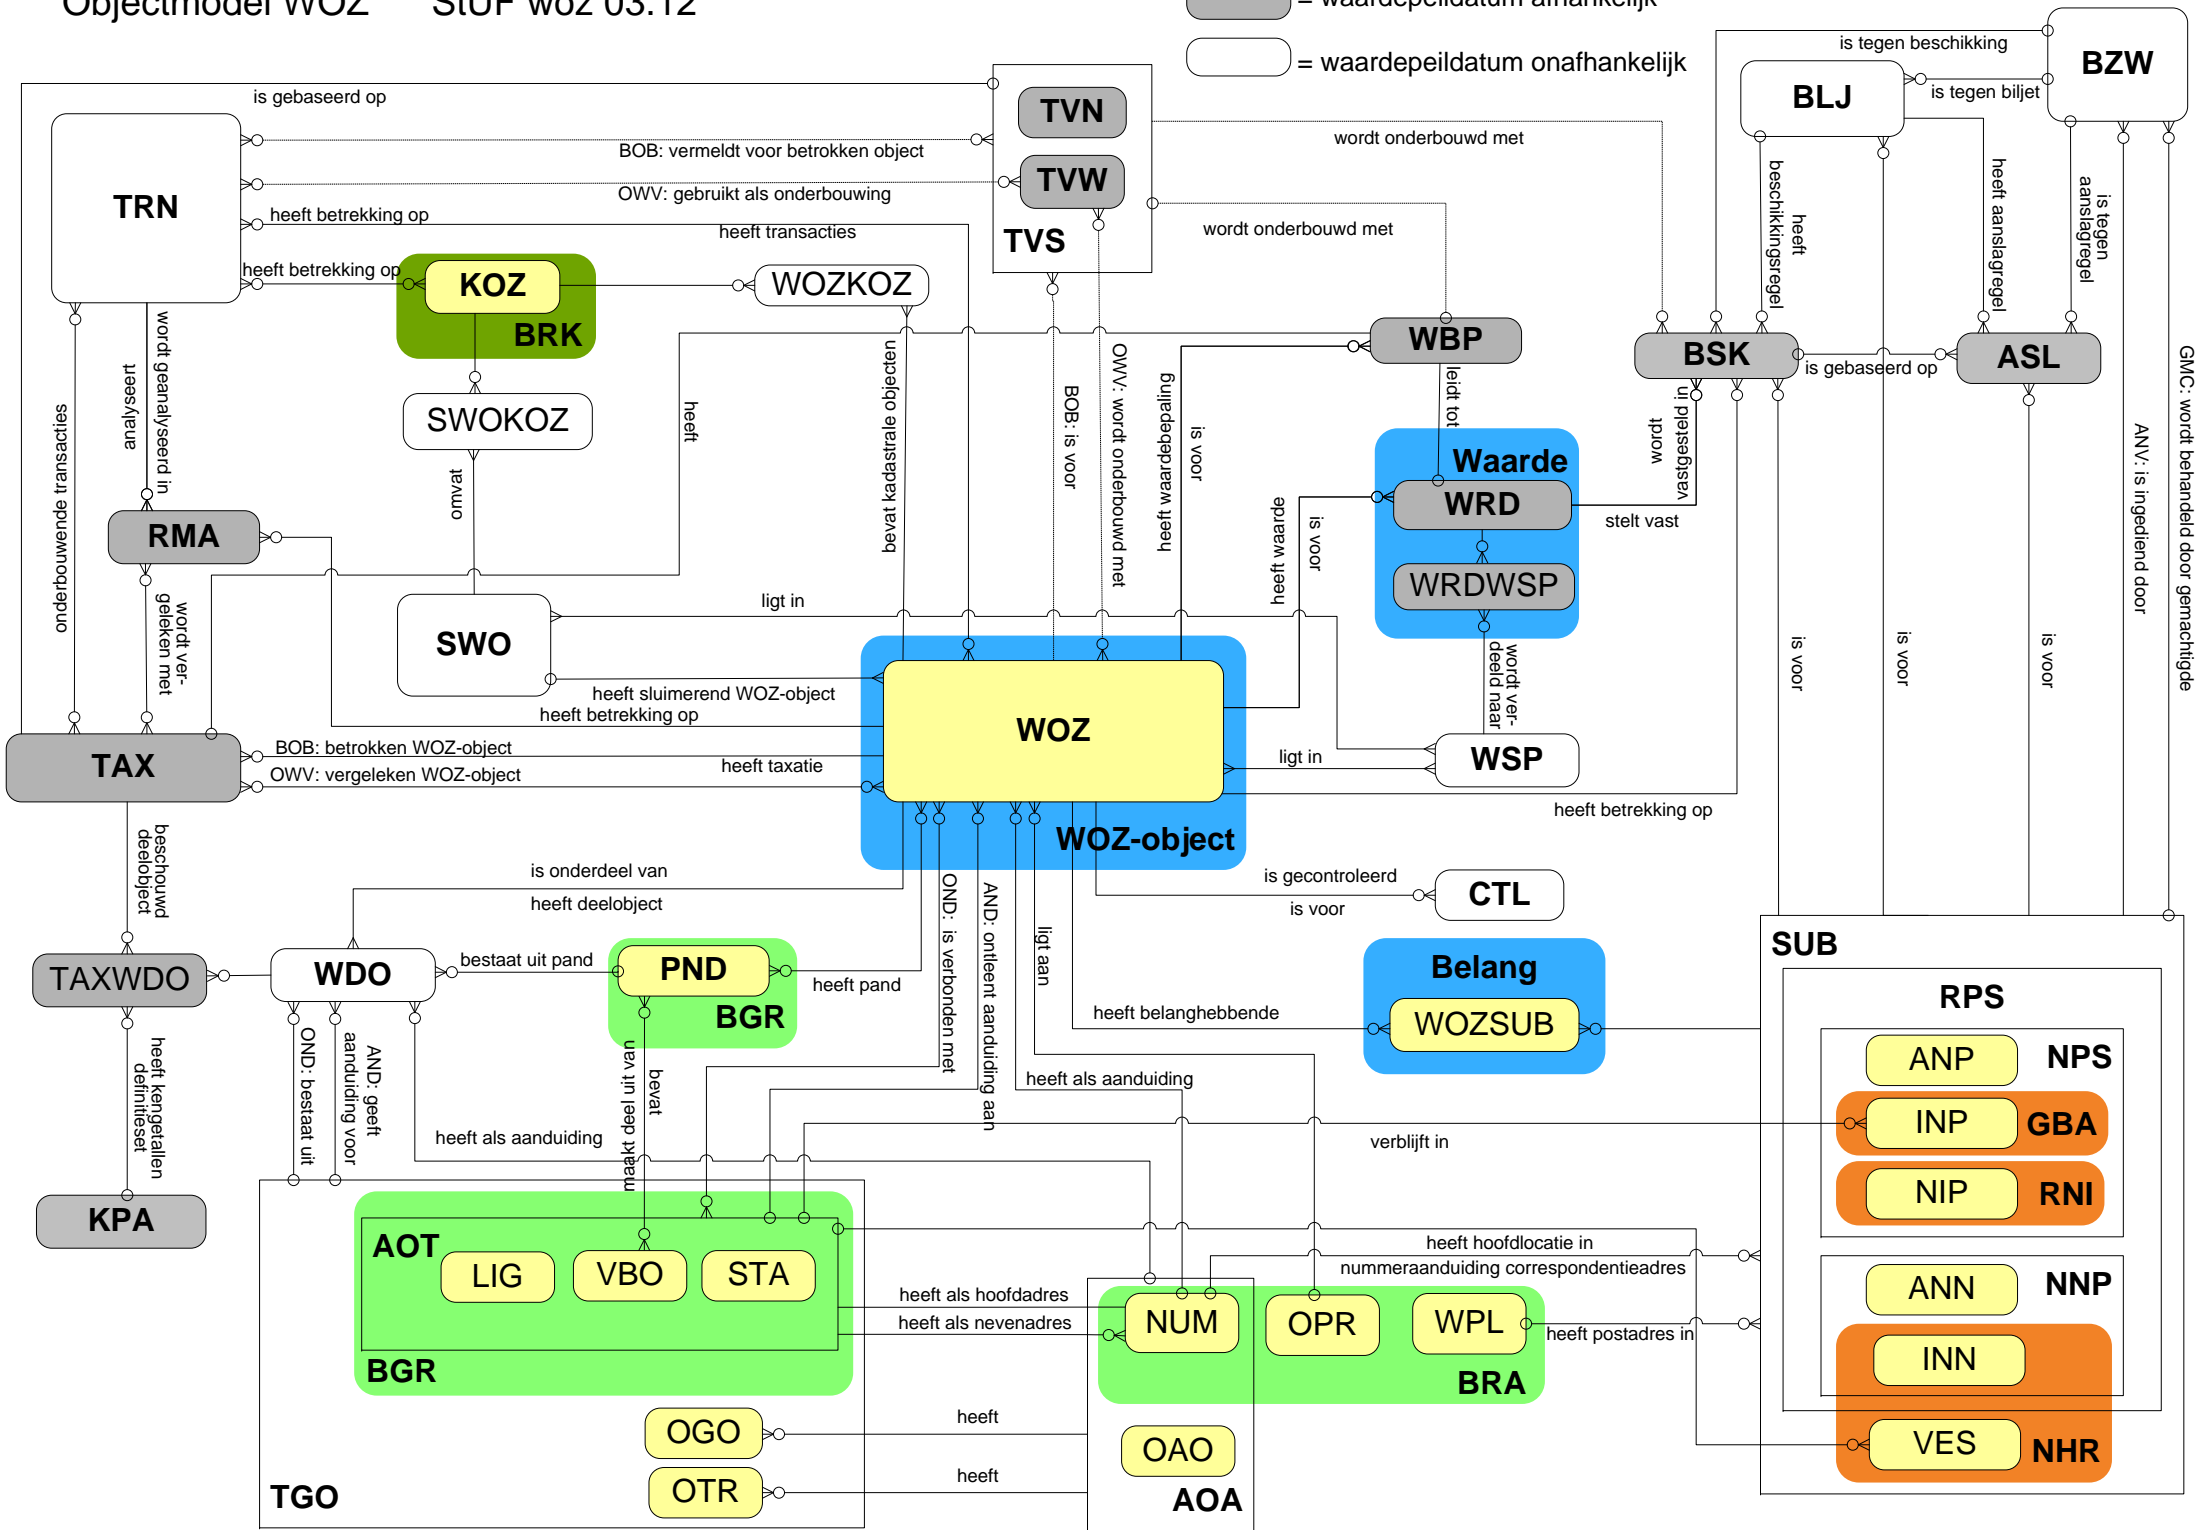 Objectmodel WOZ StUF woz 03.12
= waardepeildatum afhankelijk
= waardepeildatum onafhankelijk
is tegen beschikking
BZW
BLJ
is tegen biljet
is gebaseerd op
TVN
TVW
TVS
TRN
BOB: vermeldt voor betrokken object
OWV: gebruikt als onderbouwing
heeft betrekking op
heeft transacties
heeft betrekking op
wordt onderbouwd met
wordt onderbouwd met
heeft
beschikkingsregel
heeft aanslagregel
is tegen
aanslagregel
KOZ
BRK
WOZKOZ
WBP
BSK
ASL
is gebaseerd op
wordt geanalyseerd in
analyseert
onderbouwende transacties
SWOKOZ
omvat
heeft
bevat kadastrale objecten
BOB: is voor
OWV: wordt onderbouwd met
heeft waardebepaling
is voor
leidt tot
wordt
vastgesteld in
GMC: wordt behandeld door gemachtigde
ANV: is ingediend door
Waarde
WRD
stelt vast
WRDWSP
heeft waarde
is voor
RMA
wordt ver-
geleken met
SWO
ligt in
heeft sluimerend WOZ-object
heeft betrekking op
WOZ
WOZ-object
wordt ver-
deeld naar
WSP
ligt in
is voor
is voor
is voor
TAX
BOB: betrokken WOZ-object
OWV: vergeleken WOZ-object
heeft taxatie
heeft betrekking op
beschouwd
deelobject
is onderdeel van
heeft deelobject
is gecontroleerd
is voor
CTL
OND: is verbonden met
AND: ontleent aanduiding aan
ligt aan
TAXWDO
WDO
bestaat uit pand
PND
BGR
heeft pand
heeft belanghebbende
Belang
WOZSUB
SUB
RPS
NPS
ANP
INP
GBA
NIP
RNI
heeft kengetallen
definitieset
OND: bestaat uit
AND: geeft
aanduiding voor
heeft als aanduiding
maakt deel uit van
bevat
heeft als aanduiding
verblijft in
KPA
AOT
LIG
VBO
STA
BGR
heeft als hoofdadres
heeft als nevenadres
heeft hoofdlocatie in
nummeraanduiding correspondentieadres
NUM
OPR
WPL
BRA
heeft postadres in
ANN
NNP
INN
VES
NHR
OGO
heeft
OTR
heeft
TGO
OAO
AOA